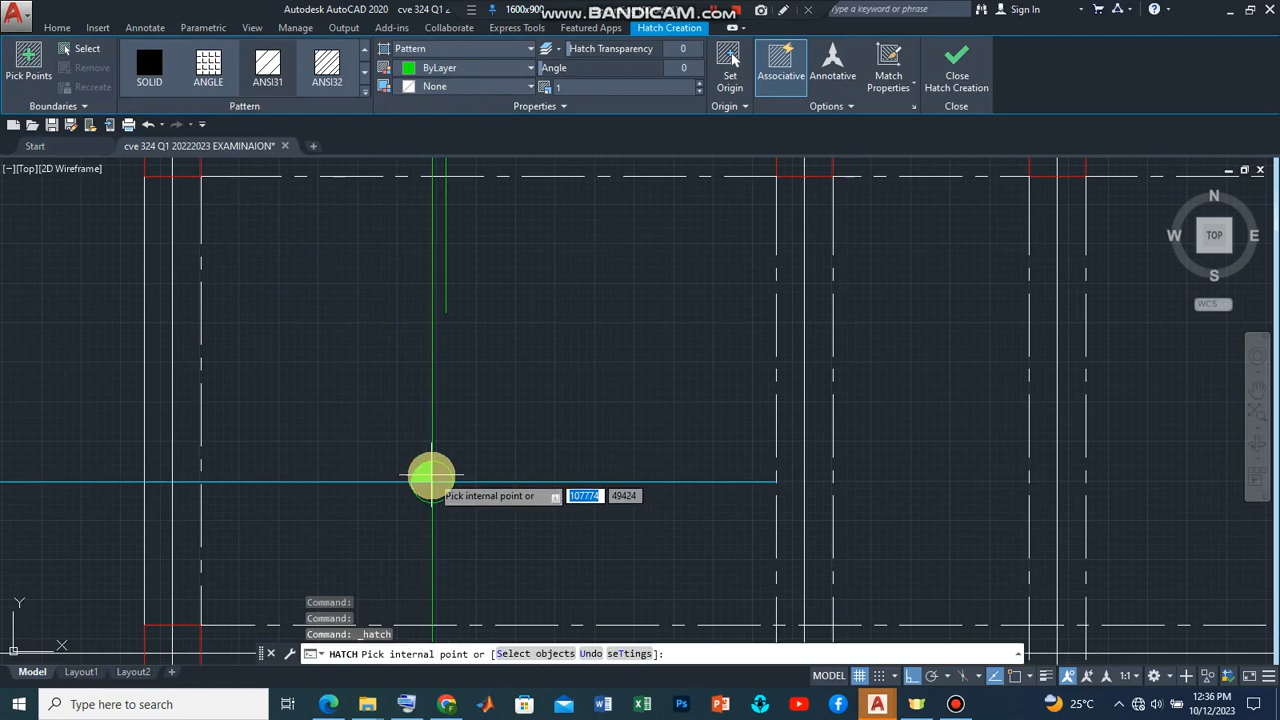 Autodesk AutoCAD 2020 cve 324 Q1
www.BANDICAM.com
Type a keyword or phrase
Sign In
Home Insert Annotate Parametric View Manage Output Collaborate Express Tools Featured Apps Hatch Creation
Pick Points
Select
Remove
Recreate
Boundaries
SOLID ANGLE ANSI31 ANSI32
Pattern
Pattern
ByLayer
None
Hatch Transparency 0
Angle 0
1
Properties
Set
Origin
Origin
Associative
Annotative
Match
Properties
Options
Close
Hatch Creation
Close
Start
cve 324 Q1 20222023 EXAMINAION*
[−][Top][2D Wireframe]
N
W TOP E
S
WCS
Pick internal point or 107774 49424
Y
X
Command:
Command:
Command: _hatch
HATCH Pick internal point or [Select objects Undo seTtings]:
Model Layout1 Layout2 +
MODEL 1:1
Type here to search
25°C
12:36 PM
10/12/2023